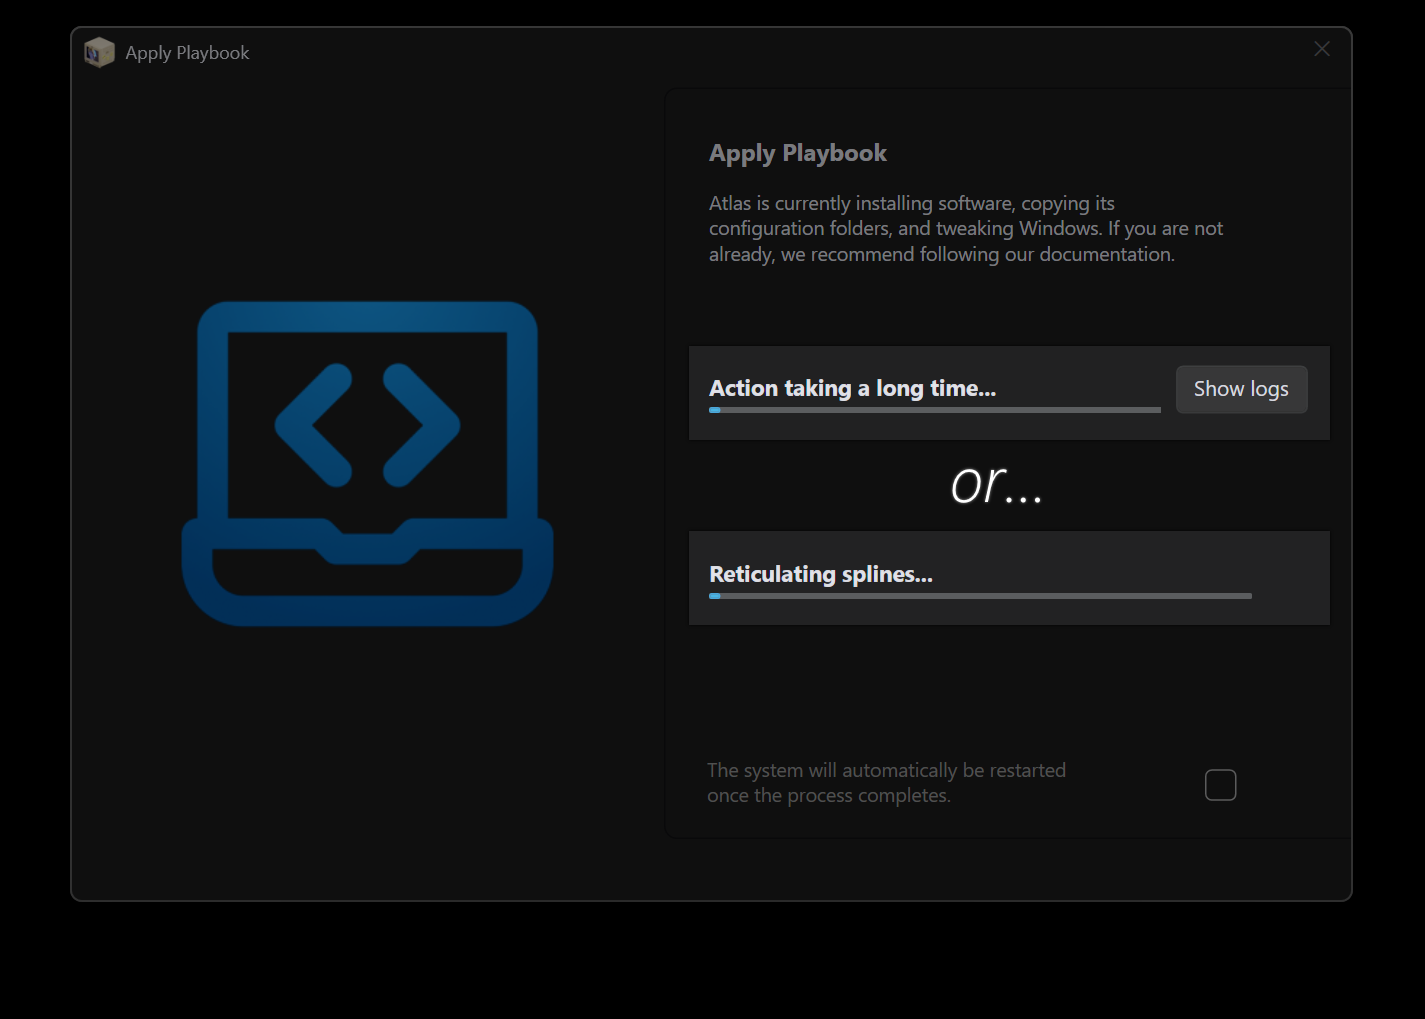 Apply Playbook
Apply Playbook
Atlas is currently installing software, copying its
configuration folders, and tweaking Windows. If you are not
already, we recommend following our documentation.
Action taking a long time...
Show logs
or...
Reticulating splines...
The system will automatically be restarted
once the process completes.